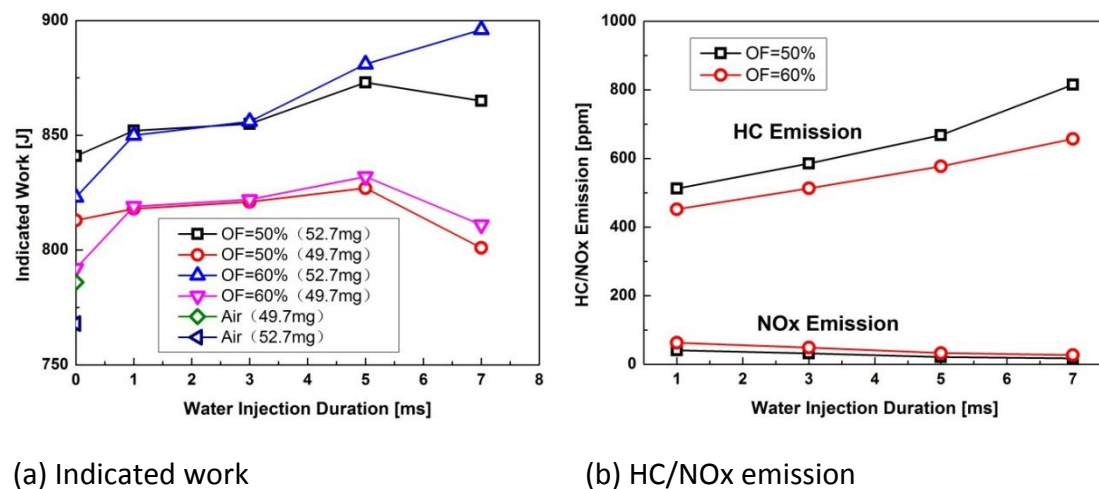 900
850
800
750
Indicated Work [J]
OF=50%（52.7mg）
OF=50%（49.7mg）
OF=60%（52.7mg）
OF=60%（49.7mg）
Air（49.7mg）
Air（52.7mg）
0 1 2 3 4 5 6 7 8
Water Injection Duration [ms]
1000
800
600
400
200
0
HC/NOx Emission [ppm]
OF=50%
OF=60%
HC Emission
NOx Emission
1 2 3 4 5 6 7
Water Injection Duration [ms]
(a) Indicated work
(b) HC/NOx emission